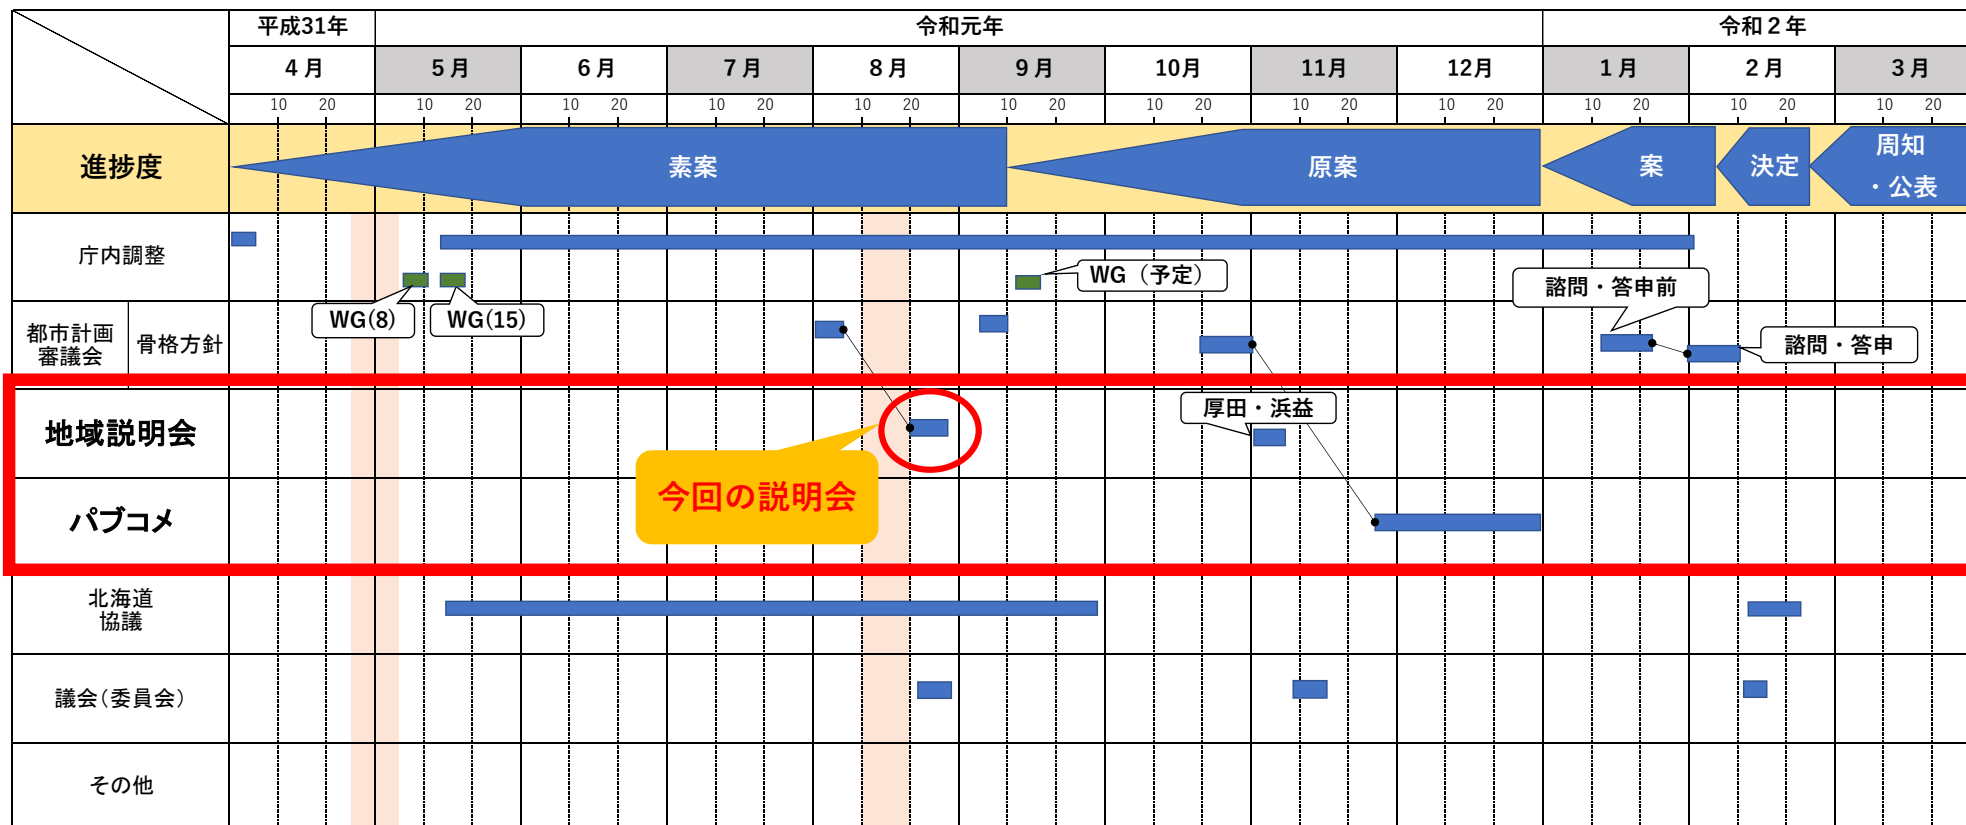 平成31年 令和元年 令和２年
４月 ５月 ６月 ７月 ８月 ９月 10月 11月 12月 １月 ２月 ３月
10 20 10 20 10 20 10 20 10 20 10 20 10 20 10 20 10 20 10 20 10 20 10 20
進捗度 素案 原案 案 決定 周知
・公表
庁内調整
WG（予定）
諮問・答申前
WG(8) WG(15)
都市計画
審議会
骨格方針
諮問・答申
厚田・浜益
地域説明会
今回の説明会
パブコメ
北海道
協議
議会（委員会）
その他